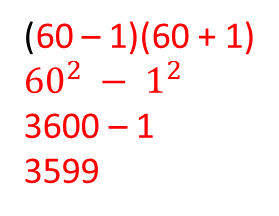 (60 – 1)(60 + 1)
60² − 1²
3600 – 1
3599